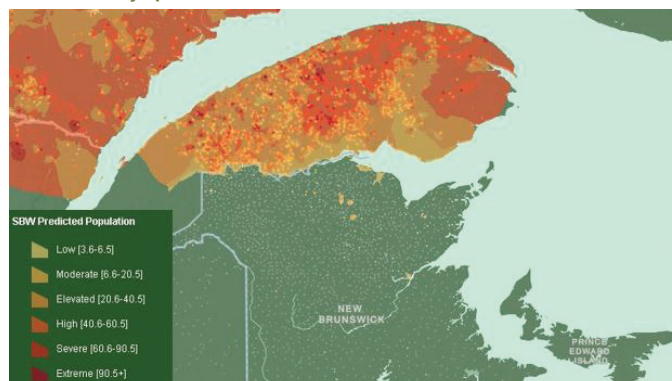 NEW
BRUNSWICK
PRINCE
EDWARD
ISLAND
SBW Predicted Population
Low [3.6-6.5]
Moderate [6.6-20.5]
Elevated [20.6-40.5]
High [40.6-60.5]
Severe [60.6-90.5]
Extreme [90.5+]